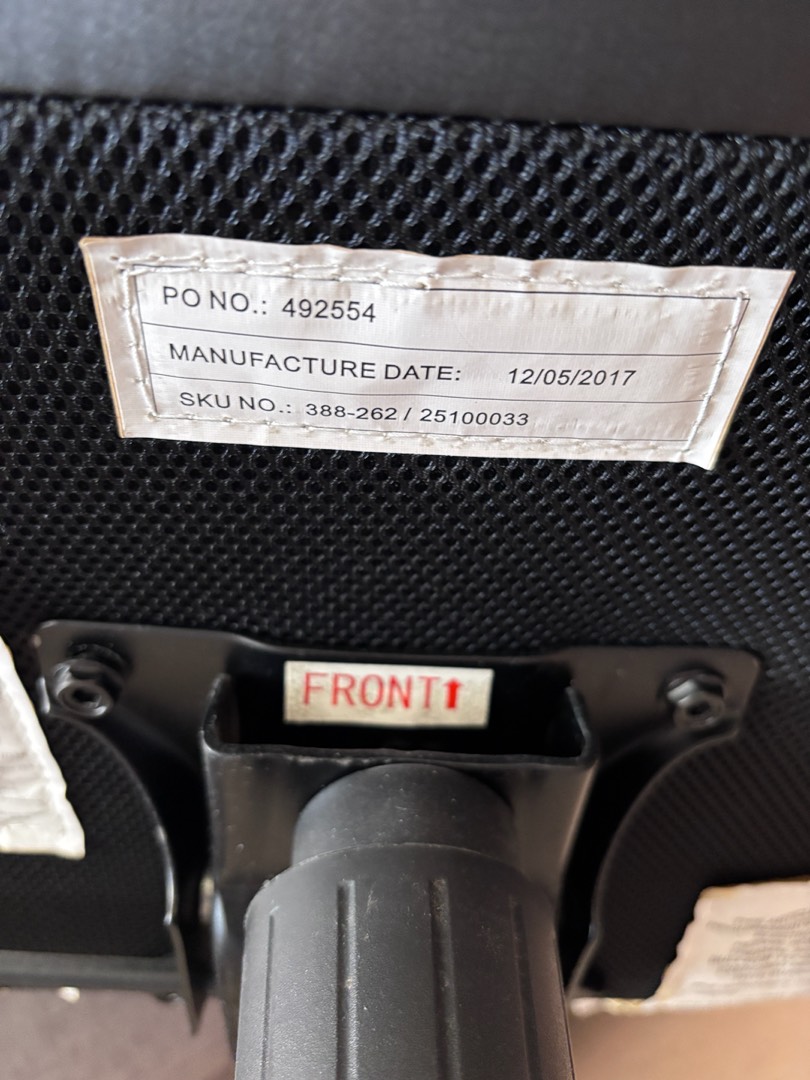 PO NO.: 492554
MANUFACTURE DATE: 12/05/2017
SKU NO.: 388-262 / 25100033
FRONT↑